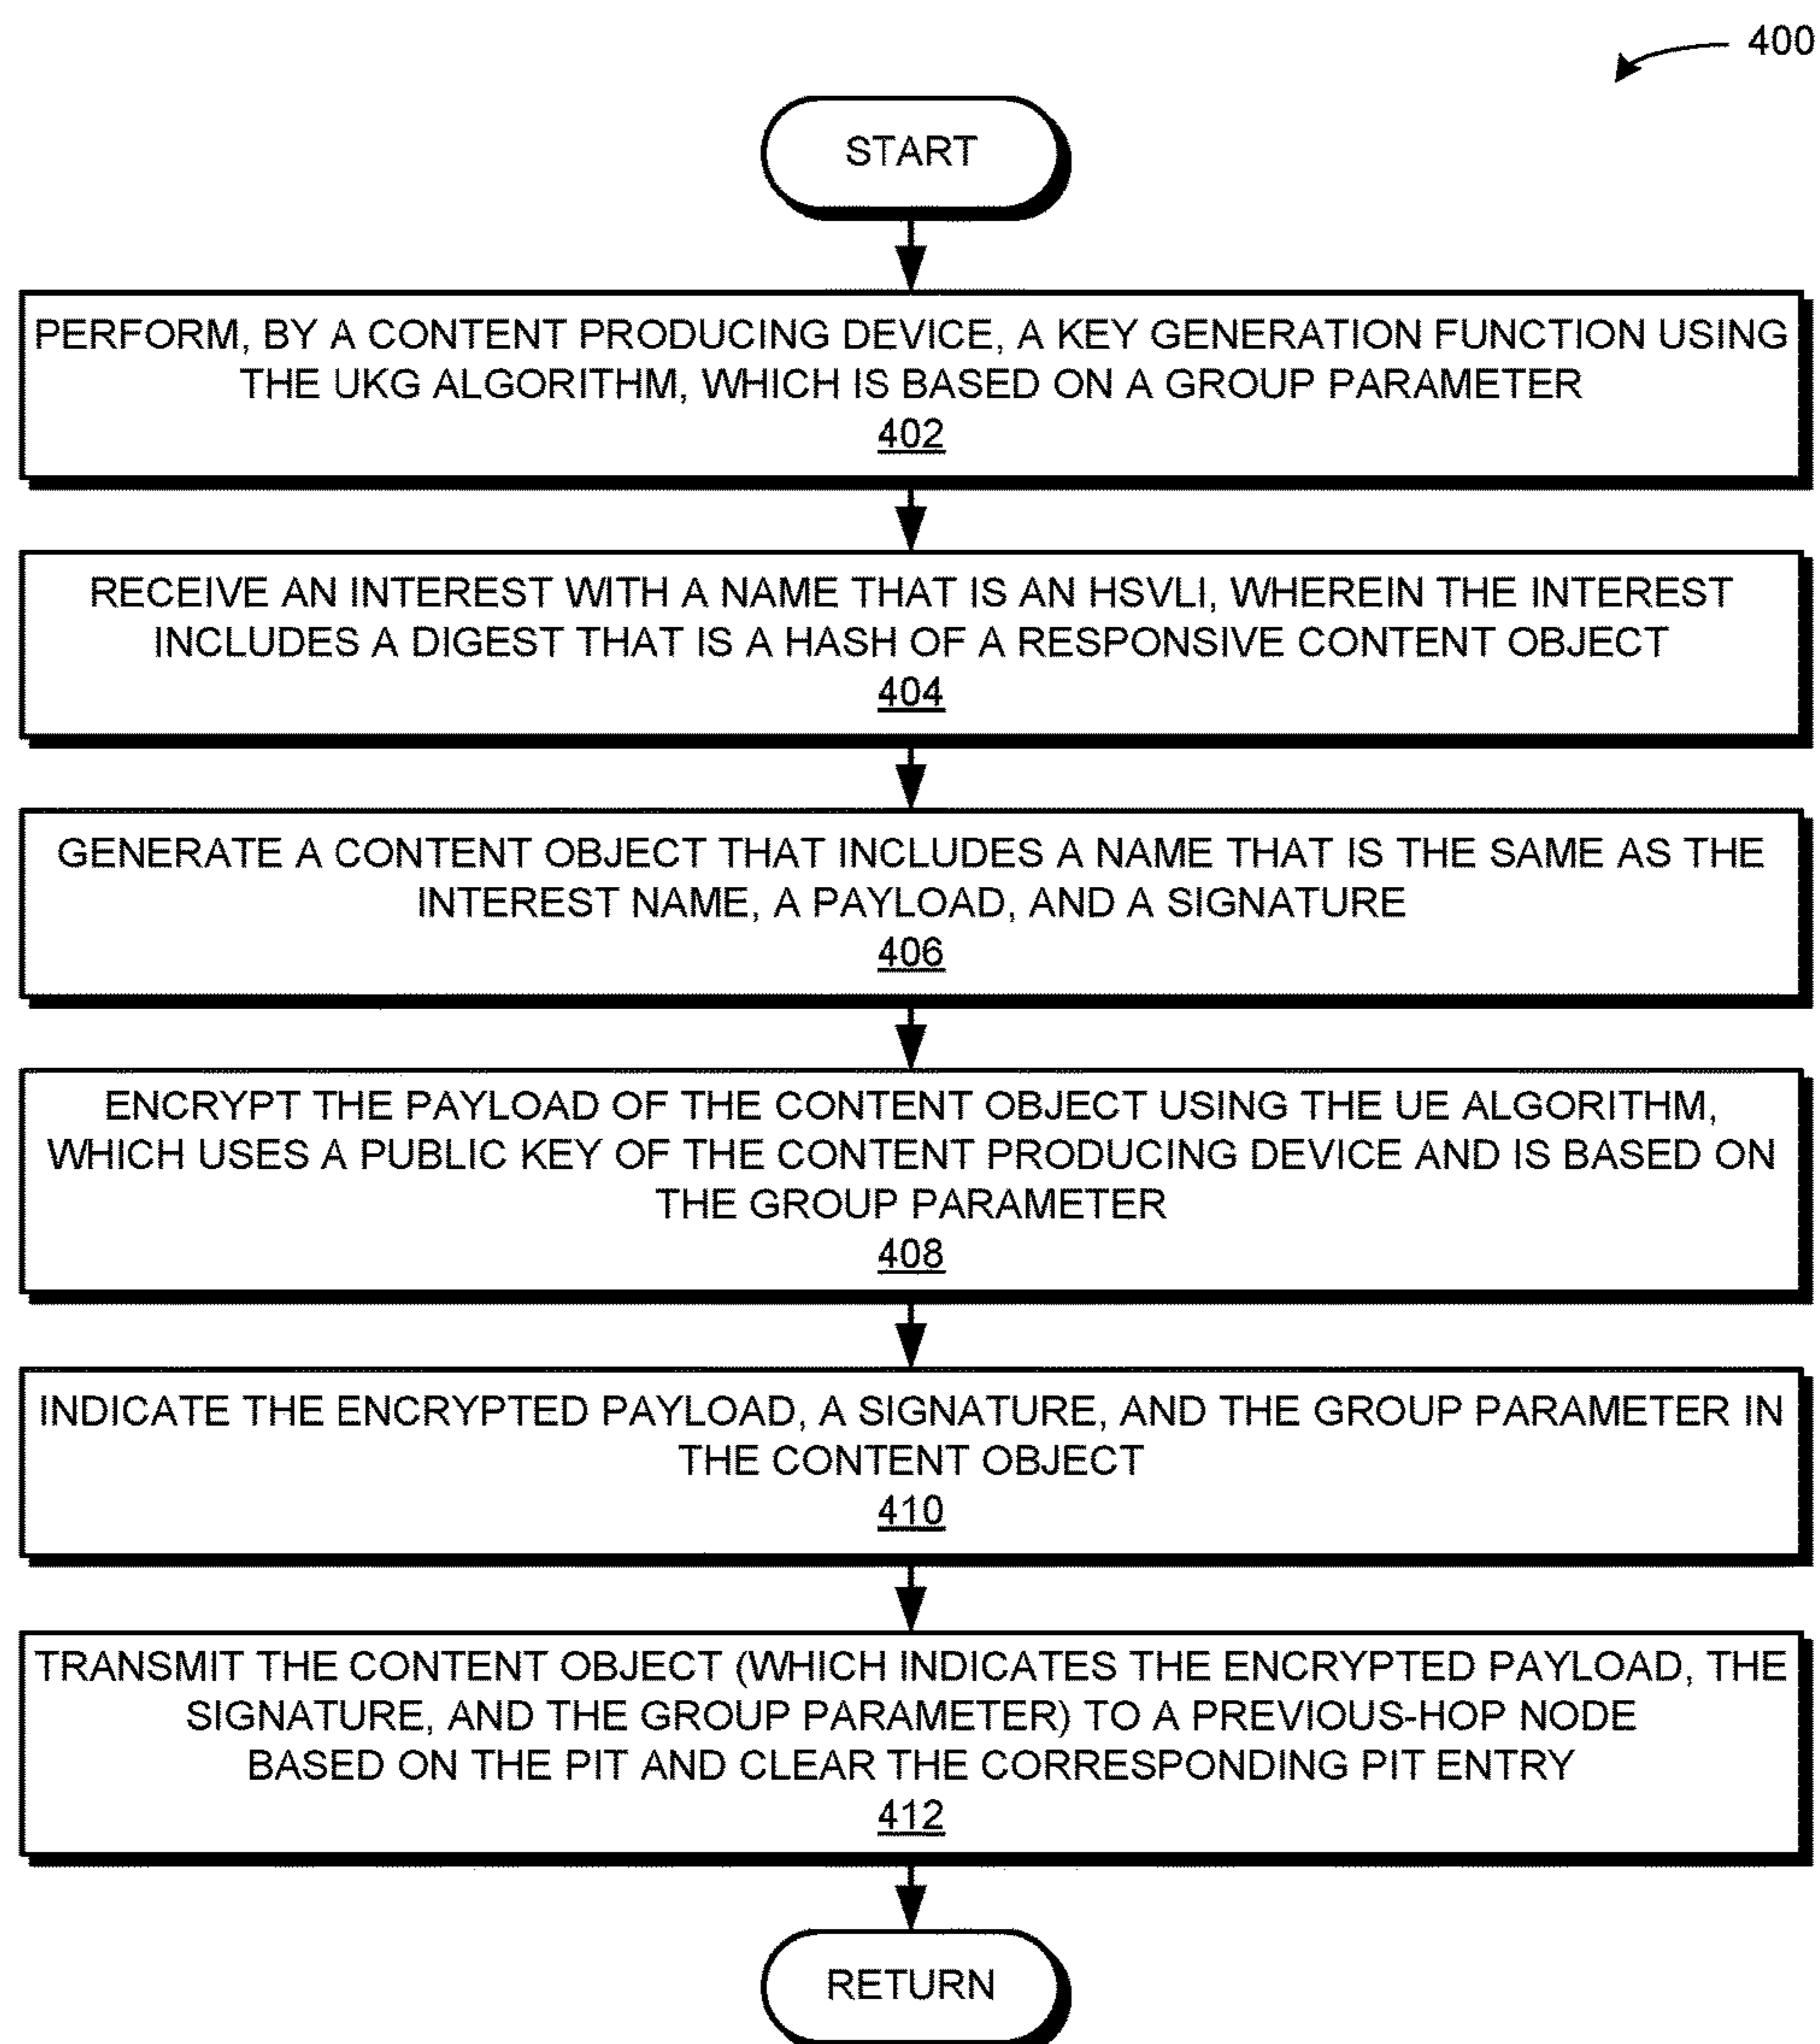 400
START
PERFORM, BY A CONTENT PRODUCING DEVICE, A KEY GENERATION FUNCTION USING
THE UKG ALGORITHM, WHICH IS BASED ON A GROUP PARAMETER
402
RECEIVE AN INTEREST WITH A NAME THAT IS AN HSVLI, WHEREIN THE INTEREST
INCLUDES A DIGEST THAT IS A HASH OF A RESPONSIVE CONTENT OBJECT
404
GENERATE A CONTENT OBJECT THAT INCLUDES A NAME THAT IS THE SAME AS THE
INTEREST NAME, A PAYLOAD, AND A SIGNATURE
406
ENCRYPT THE PAYLOAD OF THE CONTENT OBJECT USING THE UE ALGORITHM,
WHICH USES A PUBLIC KEY OF THE CONTENT PRODUCING DEVICE AND IS BASED ON
THE GROUP PARAMETER
408
INDICATE THE ENCRYPTED PAYLOAD, A SIGNATURE, AND THE GROUP PARAMETER IN
THE CONTENT OBJECT
410
TRANSMIT THE CONTENT OBJECT (WHICH INDICATES THE ENCRYPTED PAYLOAD, THE
SIGNATURE, AND THE GROUP PARAMETER) TO A PREVIOUS-HOP NODE
BASED ON THE PIT AND CLEAR THE CORRESPONDING PIT ENTRY
412
RETURN